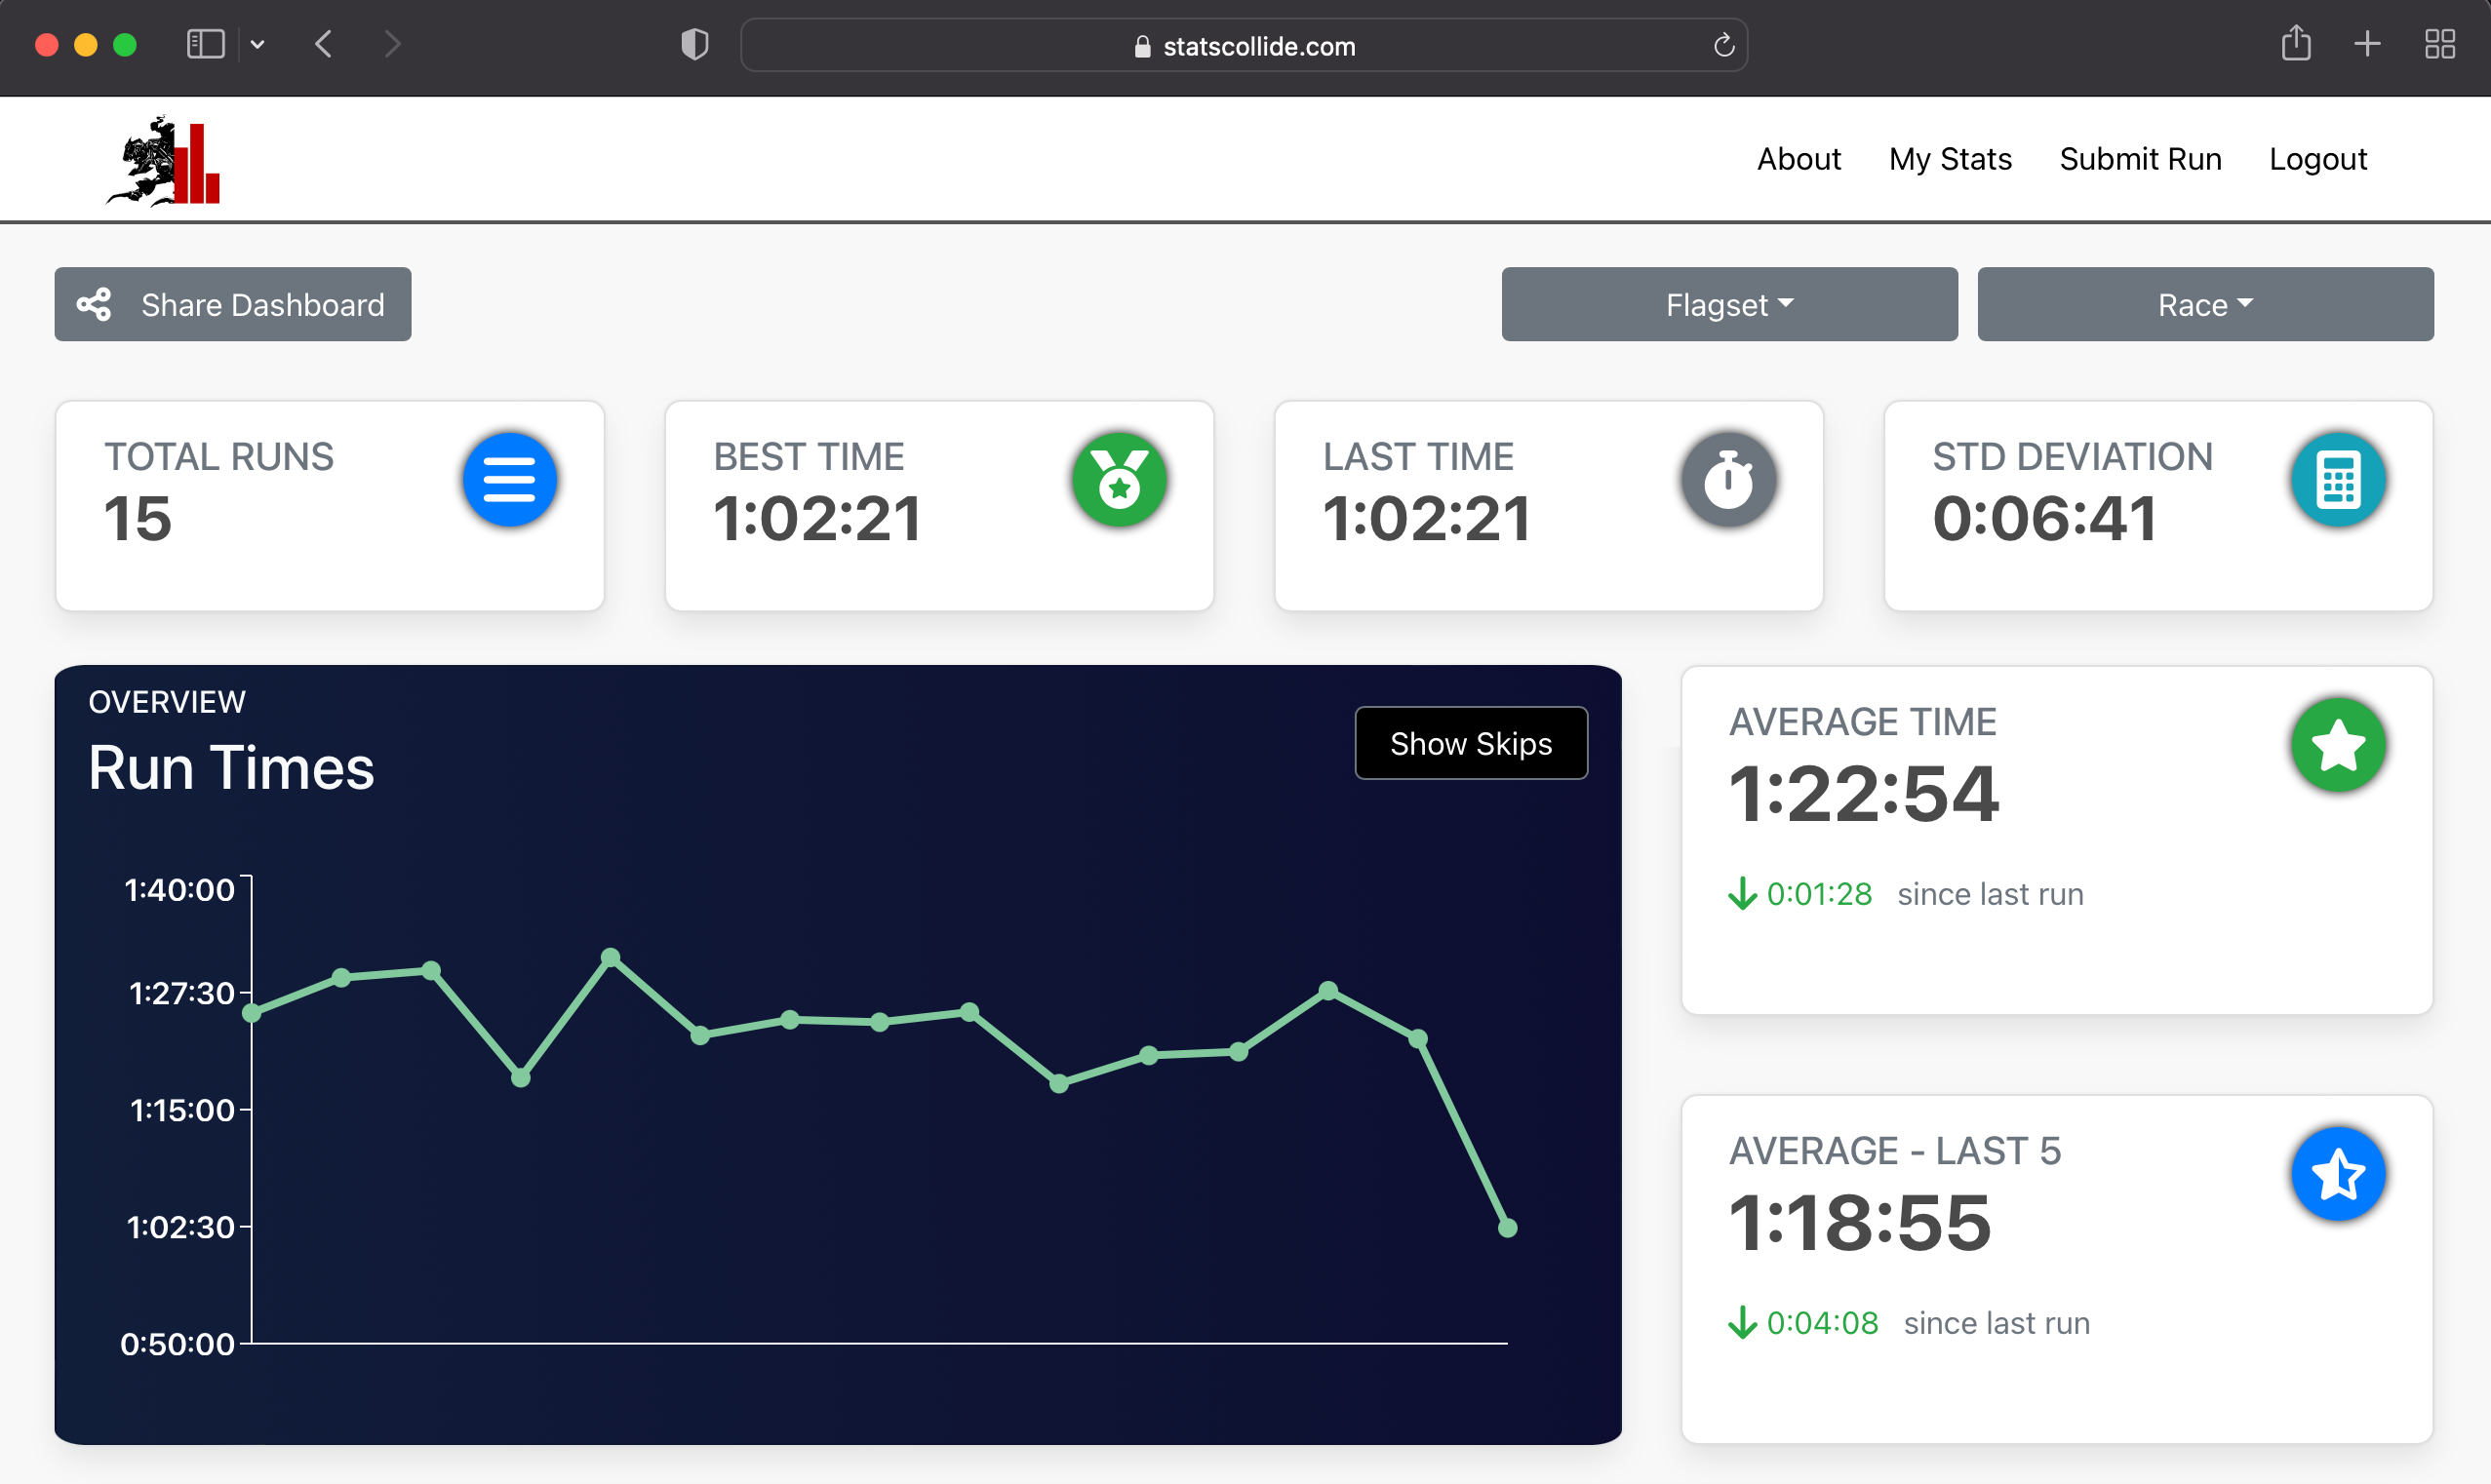 statscollide.com
About My Stats Submit Run Logout
Share Dashboard
Flagset
Race
TOTAL RUNS
15
BEST TIME
1:02:21
LAST TIME
1:02:21
STD DEVIATION
0:06:41
OVERVIEW
Run Times
Show Skips
1:40:00
1:27:30
1:15:00
1:02:30
0:50:00
AVERAGE TIME
1:22:54
0:01:28 since last run
AVERAGE - LAST 5
1:18:55
0:04:08 since last run